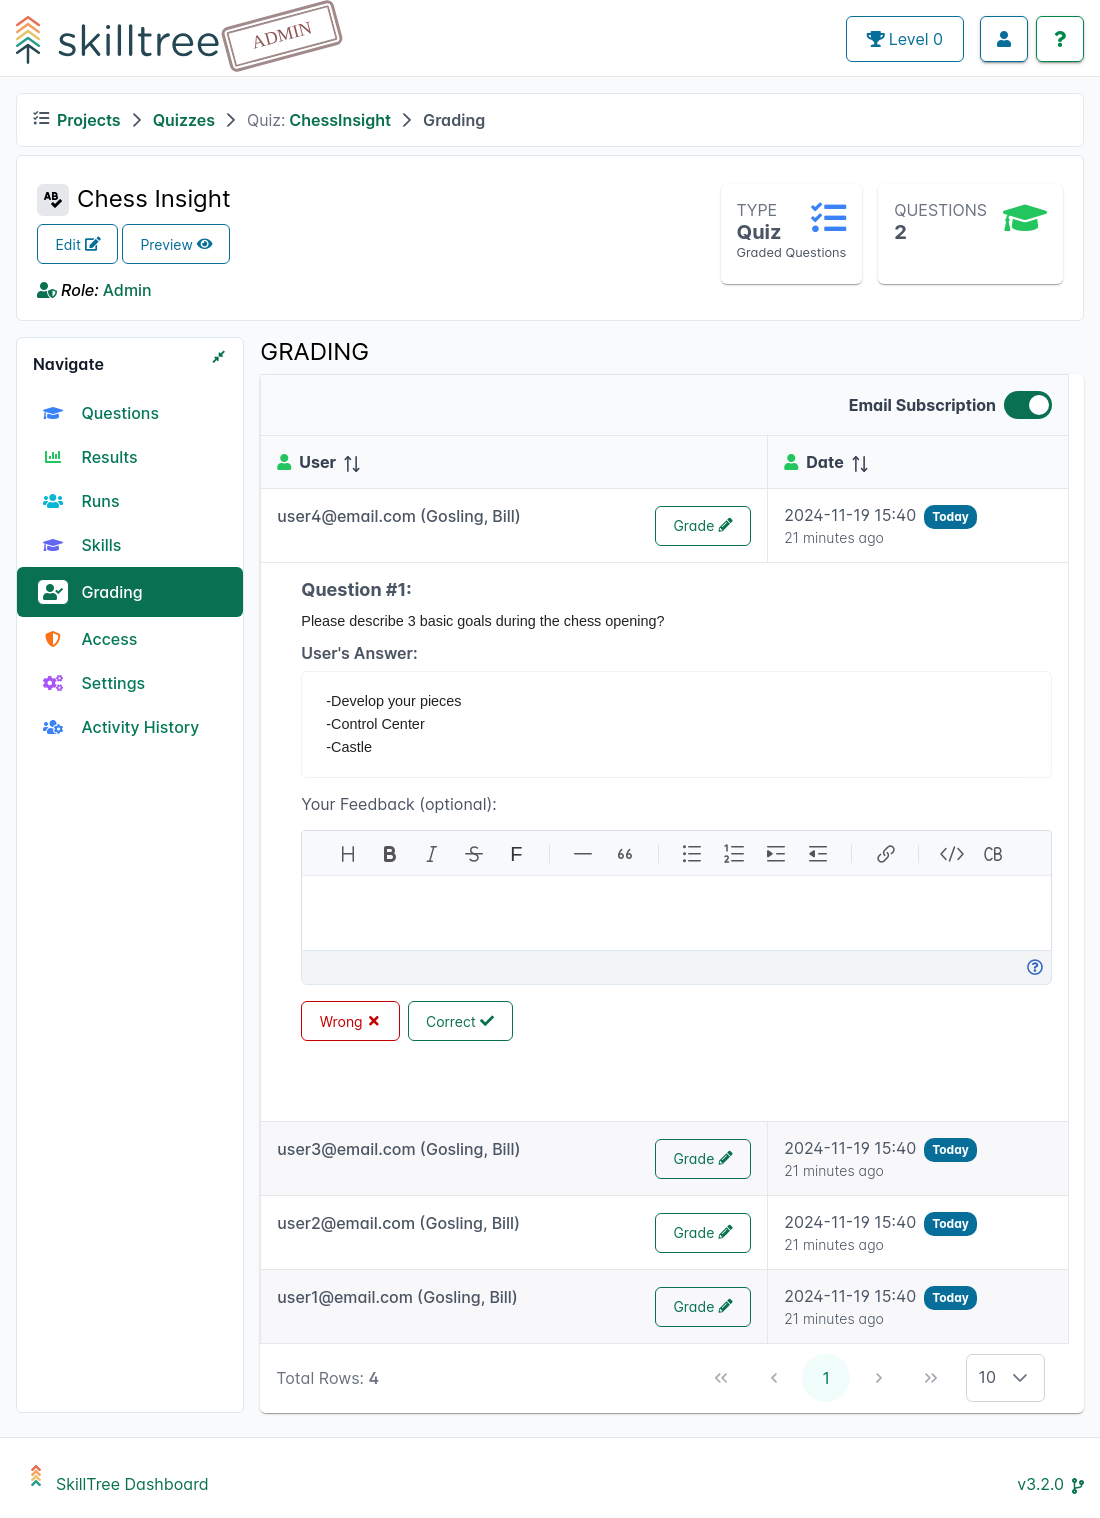 skilltree ADMIN
Level 0
?
Projects > Quizzes > Quiz: ChessInsight > Grading
AB Chess Insight
Edit Preview
Role: Admin
TYPE
Quiz
Graded Questions
QUESTIONS
2
Navigate
Questions
Results
Runs
Skills
Grading
Access
Settings
Activity History
GRADING
Email Subscription
User Date
user4@email.com (Gosling, Bill) Grade 2024-11-19 15:40 Today
21 minutes ago
Question #1:
Please describe 3 basic goals during the chess opening?
User's Answer:
-Develop your pieces
-Control Center
-Castle
Your Feedback (optional):
H B I S F — 66 </> CB
Wrong Correct
user3@email.com (Gosling, Bill) Grade 2024-11-19 15:40 Today
21 minutes ago
user2@email.com (Gosling, Bill) Grade 2024-11-19 15:40 Today
21 minutes ago
user1@email.com (Gosling, Bill) Grade 2024-11-19 15:40 Today
21 minutes ago
Total Rows: 4 « ‹ 1 › » 10
SkillTree Dashboard v3.2.0